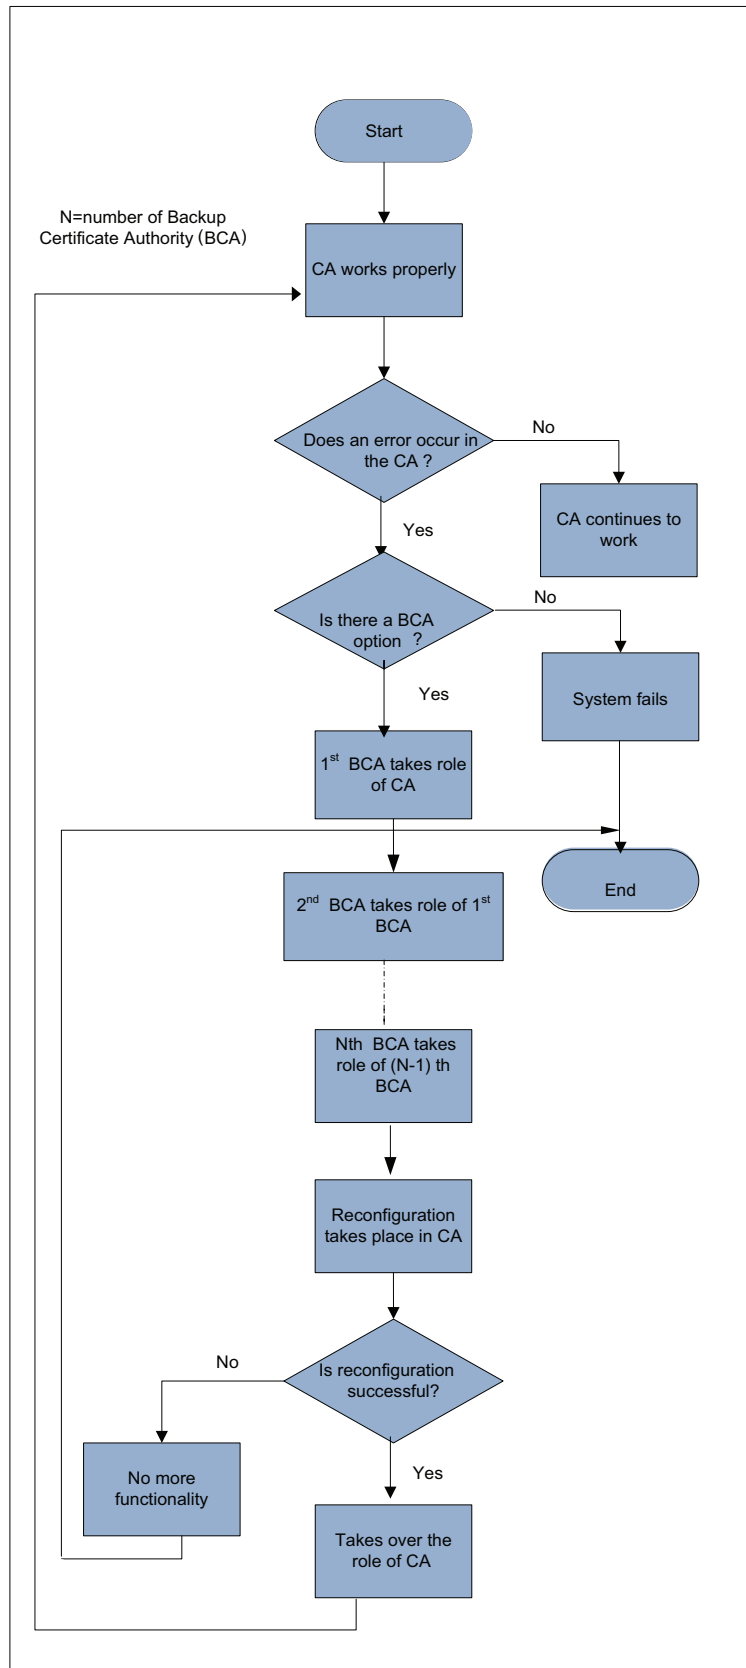 Start
N=number of Backup
Certificate Authority (BCA)
CA works properly
Does an error occur in
the CA ?
No
CA continues to
work
Yes
Is there a BCA
option ?
No
System fails
Yes
1st BCA takes role
of CA
End
2nd BCA takes role of 1st
BCA
Nth BCA takes
role of (N-1) th
BCA
Reconfiguration
takes place in CA
Is reconfiguration
successful?
No
No more
functionality
Yes
Takes over the
role of CA